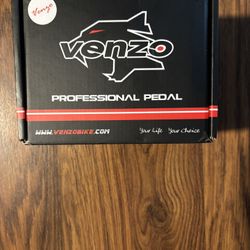 Venzo
venzo
PROFESSIONAL PEDAL
WWW.VENZOBIKE.COM
Your Life Your Choice